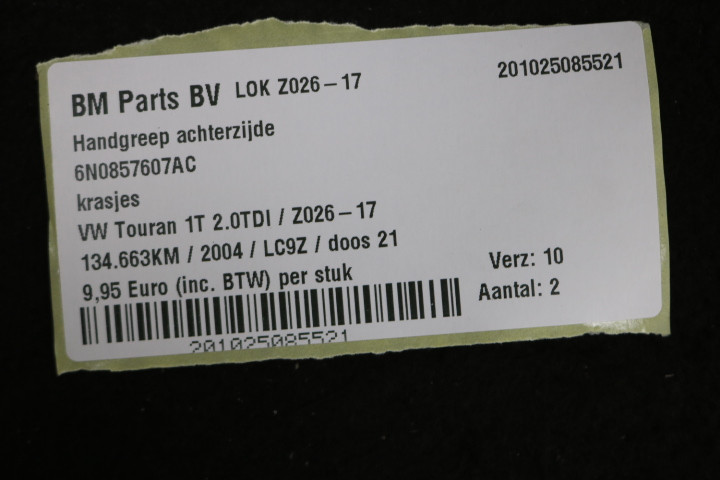 BM Parts BV LOK Z026-17 201025085521
Handgreep achterzijde
6N0857607AC
krasjes
VW Touran 1T 2.0TDI / Z026-17
134.663KM / 2004 / LC9Z / doos 21
9,95 Euro (inc. BTW) per stuk
Verz: 10
Aantal: 2
201025085521